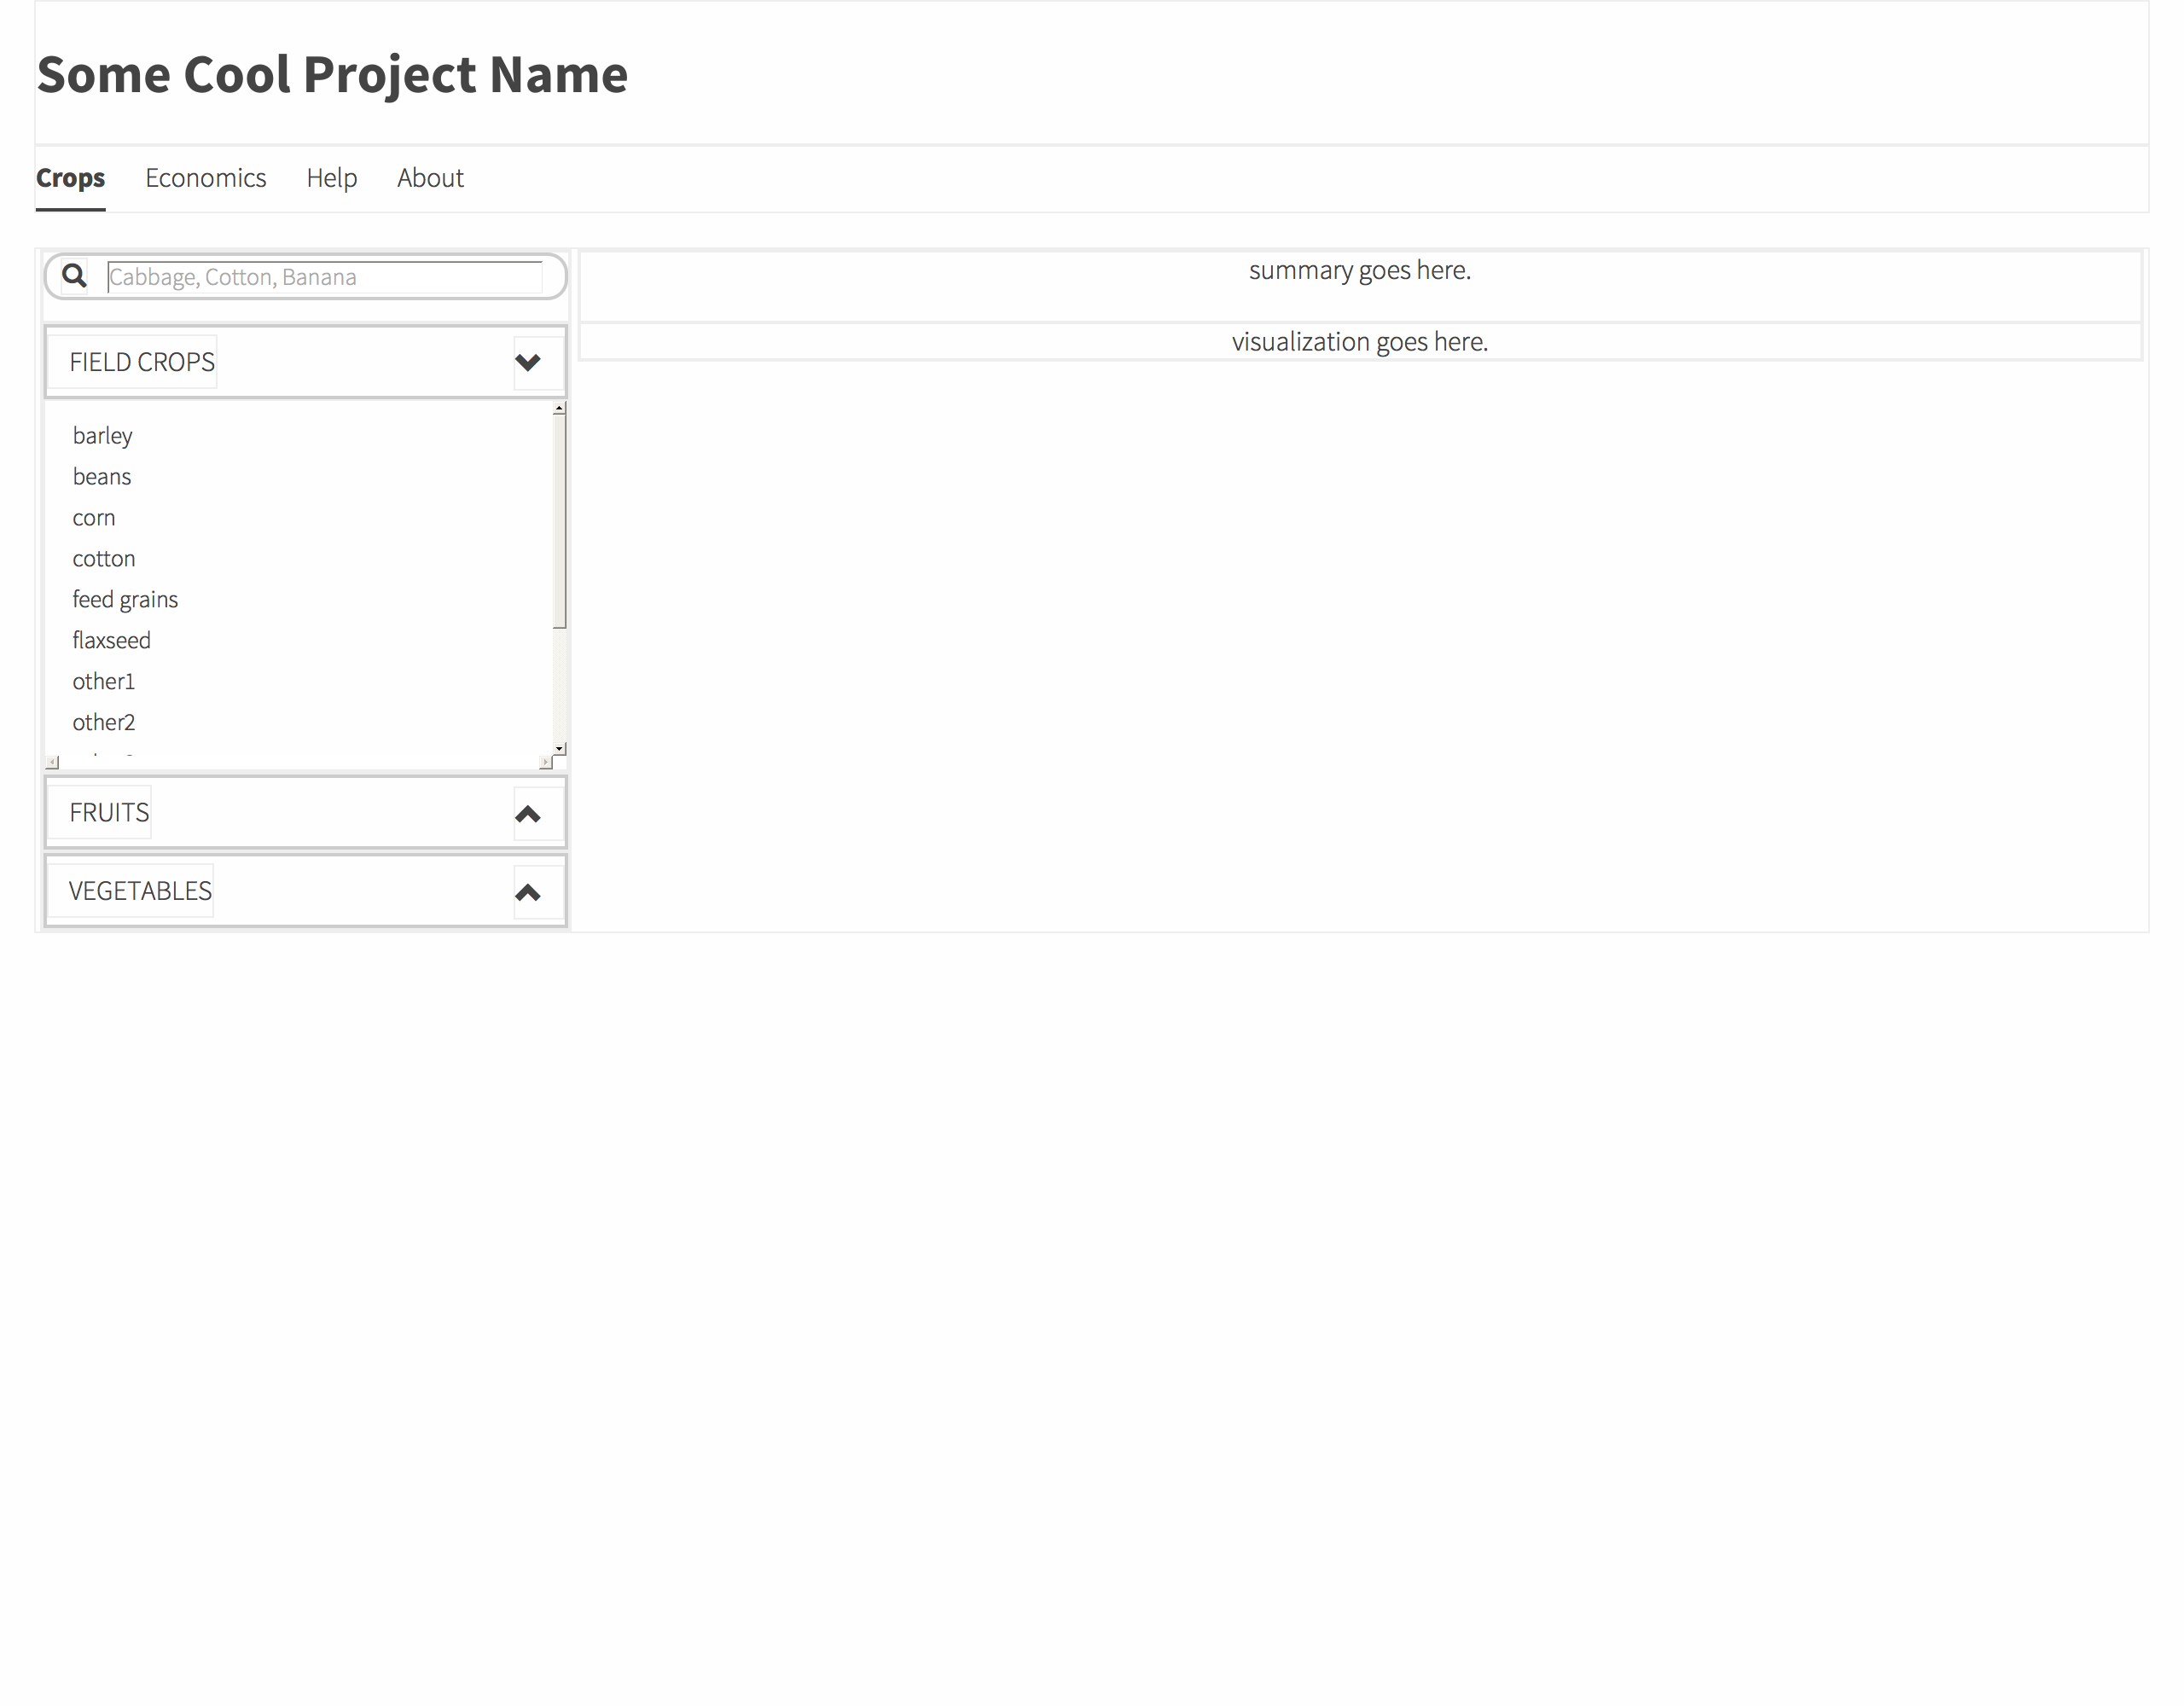 Some Cool Project Name
Crops Economics Help About
Cabbage, Cotton, Banana
FIELD CROPS
barley
beans
corn
cotton
feed grains
flaxseed
other1
other2
FRUITS
VEGETABLES
summary goes here.
visualization goes here.